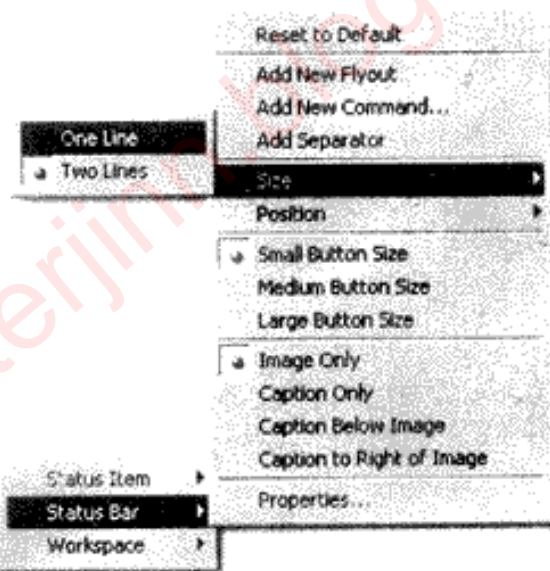 Reset to Default
Add New Flyout
Add New Command...
Add Separator
One Line
Two Lines
Size
Position
Small Button Size
Medium Button Size
Large Button Size
Image Only
Caption Only
Caption Below Image
Caption to Right of Image
Properties...
Status Item
Status Bar
Workspace